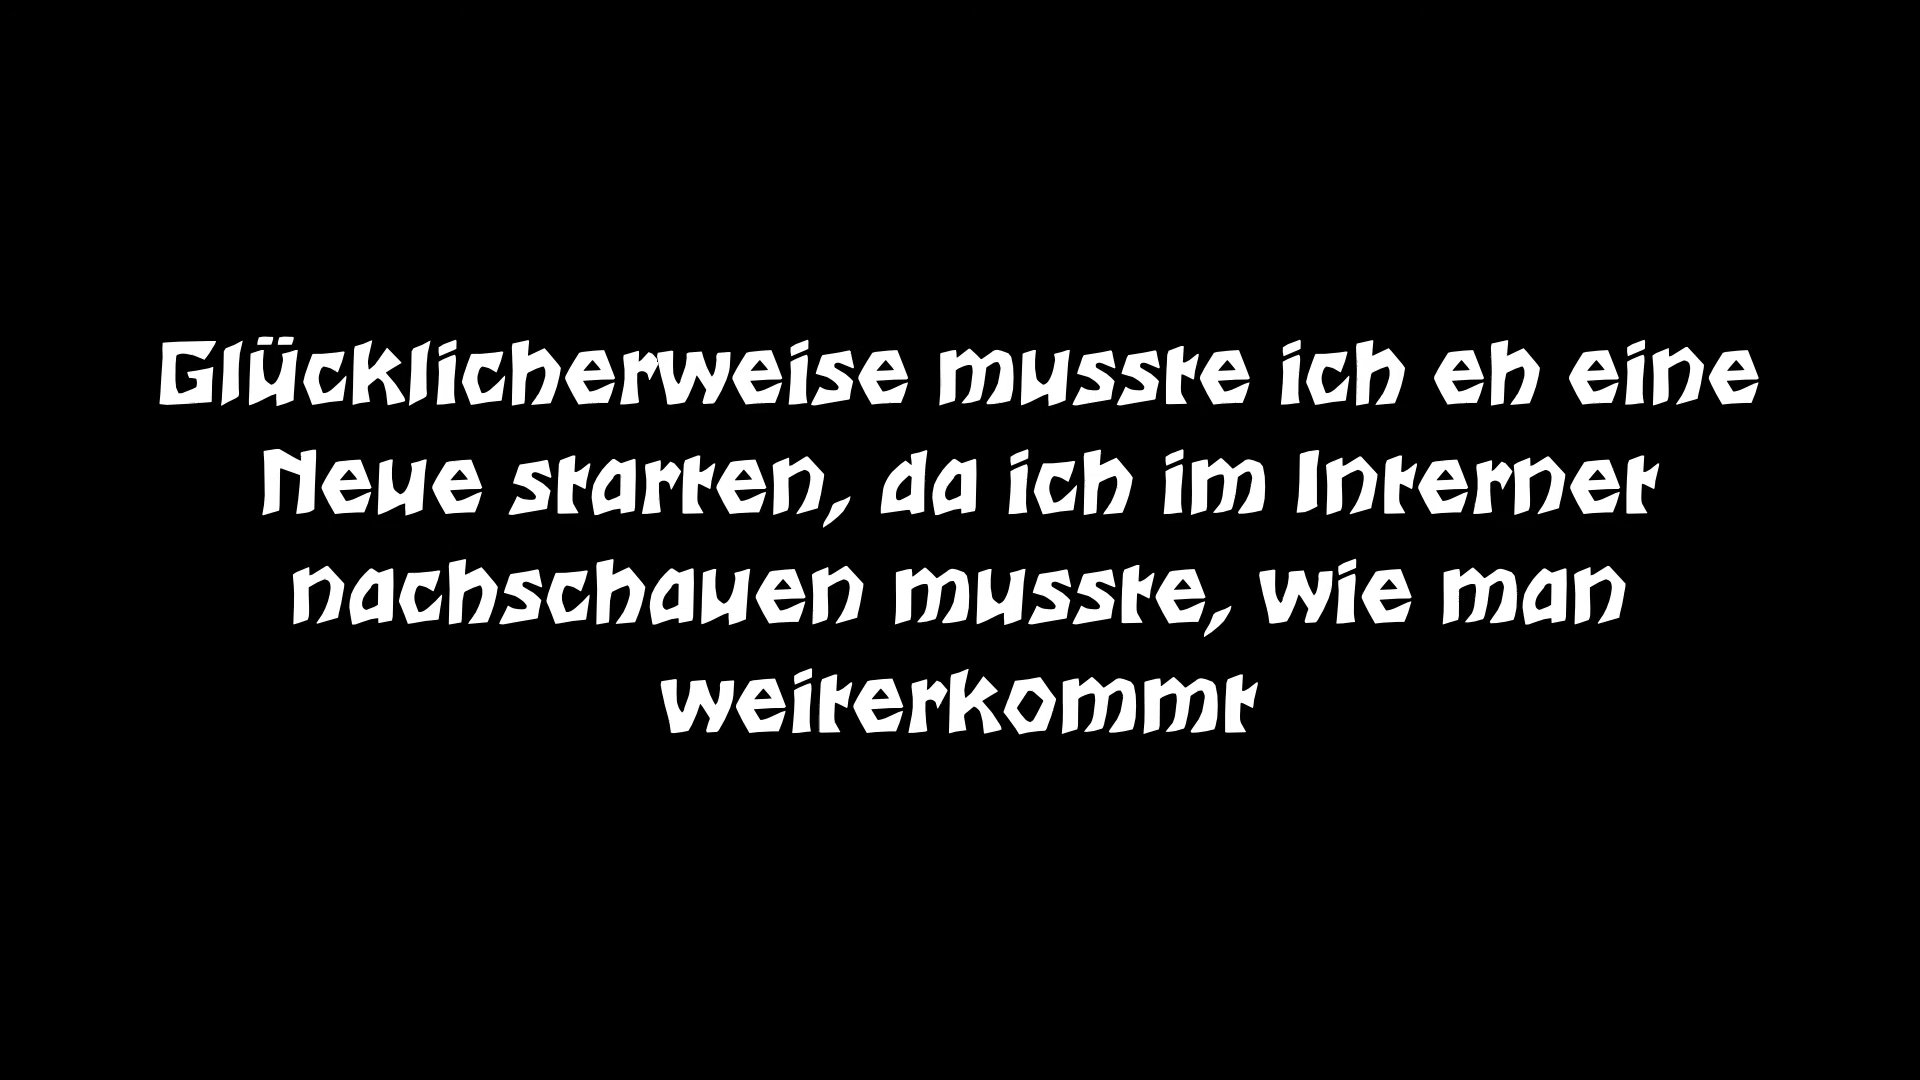 Glücklicherweise musste ich eh eine
Neue starten, da ich im Internet
nachschauen musste, wie man
weiterkommt